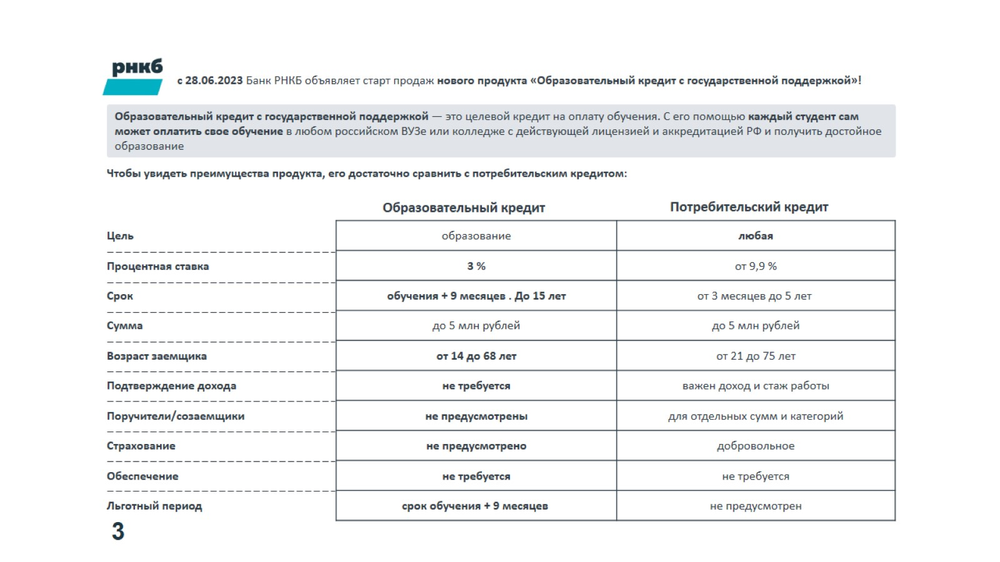 рнкб
с 28.06.2023 Банк РНКБ объявляет старт продаж нового продукта «Образовательный кредит с государственной поддержкой»!
Образовательный кредит с государственной поддержкой — это целевой кредит на оплату обучения. С его помощью каждый студент сам
может оплатить свое обучение в любом российском ВУЗе или колледже с действующей лицензией и аккредитацией РФ и получить достойное
образование
Чтобы увидеть преимущества продукта, его достаточно сравнить с потребительским кредитом:
Образовательный кредит Потребительский кредит
Цель образование любая
Процентная ставка 3 % от 9,9 %
Срок обучения + 9 месяцев . До 15 лет от 3 месяцев до 5 лет
Сумма до 5 млн рублей до 5 млн рублей
Возраст заемщика от 14 до 68 лет от 21 до 75 лет
Подтверждение дохода не требуется важен доход и стаж работы
Поручители/созаемщики не предусмотрены для отдельных сумм и категорий
Страхование не предусмотрено добровольное
Обеспечение не требуется не требуется
Льготный период срок обучения + 9 месяцев не предусмотрен
3